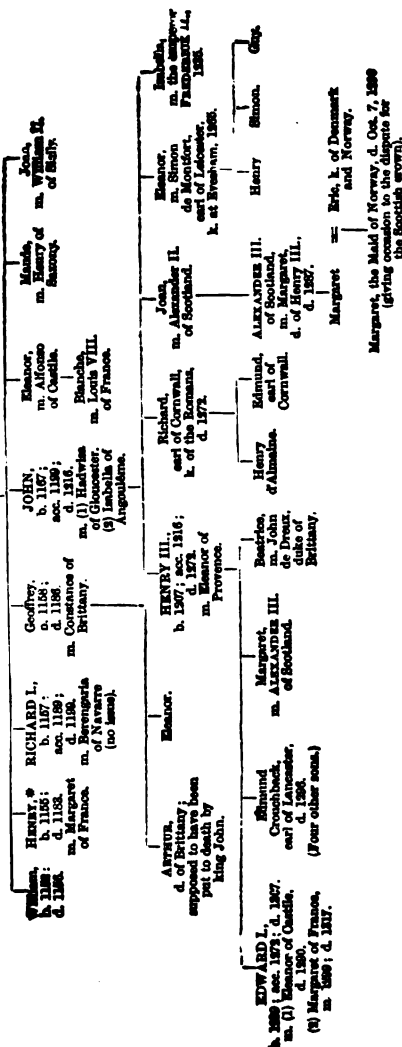 William,
d. 1156.
HENRY,*
b. 1155;
d. 1183.
m. Margaret
of France.
RICHARD I.,
b. 1157;
acc. 1189;
d. 1199.
m. Berengaria
of Navarre
(no issue).
Geoffrey,
b. 1158;
d. 1186.
m. Constance of
Brittany.
JOHN,
b. 1167;
acc. 1199;
d. 1216.
m. (1) Hadwisa
of Gloucester.
(2) Isabella of
Angoulême.
Eleanor,
m. Alfonso
of Castile.
Blanche,
m. Louis VIII.
of France.
Maude,
m. Henry of
Saxony.
Joan,
m. William II.
of Sicily.
ARTHUR,
d. of Brittany;
supposed to have been
put to death by
king John.
Eleanor.
HENRY III.,
b. 1207; acc. 1216;
d. 1272.
m. Eleanor of
Provence.
Richard,
earl of Cornwall,
k. of the Romans,
d. 1272.
Joan,
m. Alexander II.
of Scotland.
Eleanor,
m. Simon
de Montfort,
earl of Leicester,
k. at Evesham, 1265.
Isabella,
m. the emperor
FREDERICK II.,
1235.
Henry
d'Almaine.
Edmund,
earl of
Cornwall.
ALEXANDER III.
of Scotland,
m. Margaret,
d. of Henry III.,
d. 1287.
Henry
Simon.
Guy.
EDWARD I.,
b. 1239; acc. 1272; d. 1307.
m. (1) Eleanor of Castile,
d. 1290.
(2) Margaret of France,
m. 1299; d. 1317.
Edmund
Crouchback,
earl of Lancaster,
d. 1296.
(Four other sons.)
Margaret,
m. ALEXANDER III.
of Scotland.
Beatrice,
m. John
de Dreux,
duke of
Brittany.
Margaret = Eric, k. of Denmark
and Norway.
Margaret, the Maid of Norway, d. Oct. 7, 1290
(giving occasion to the dispute for
the Scottish crown).